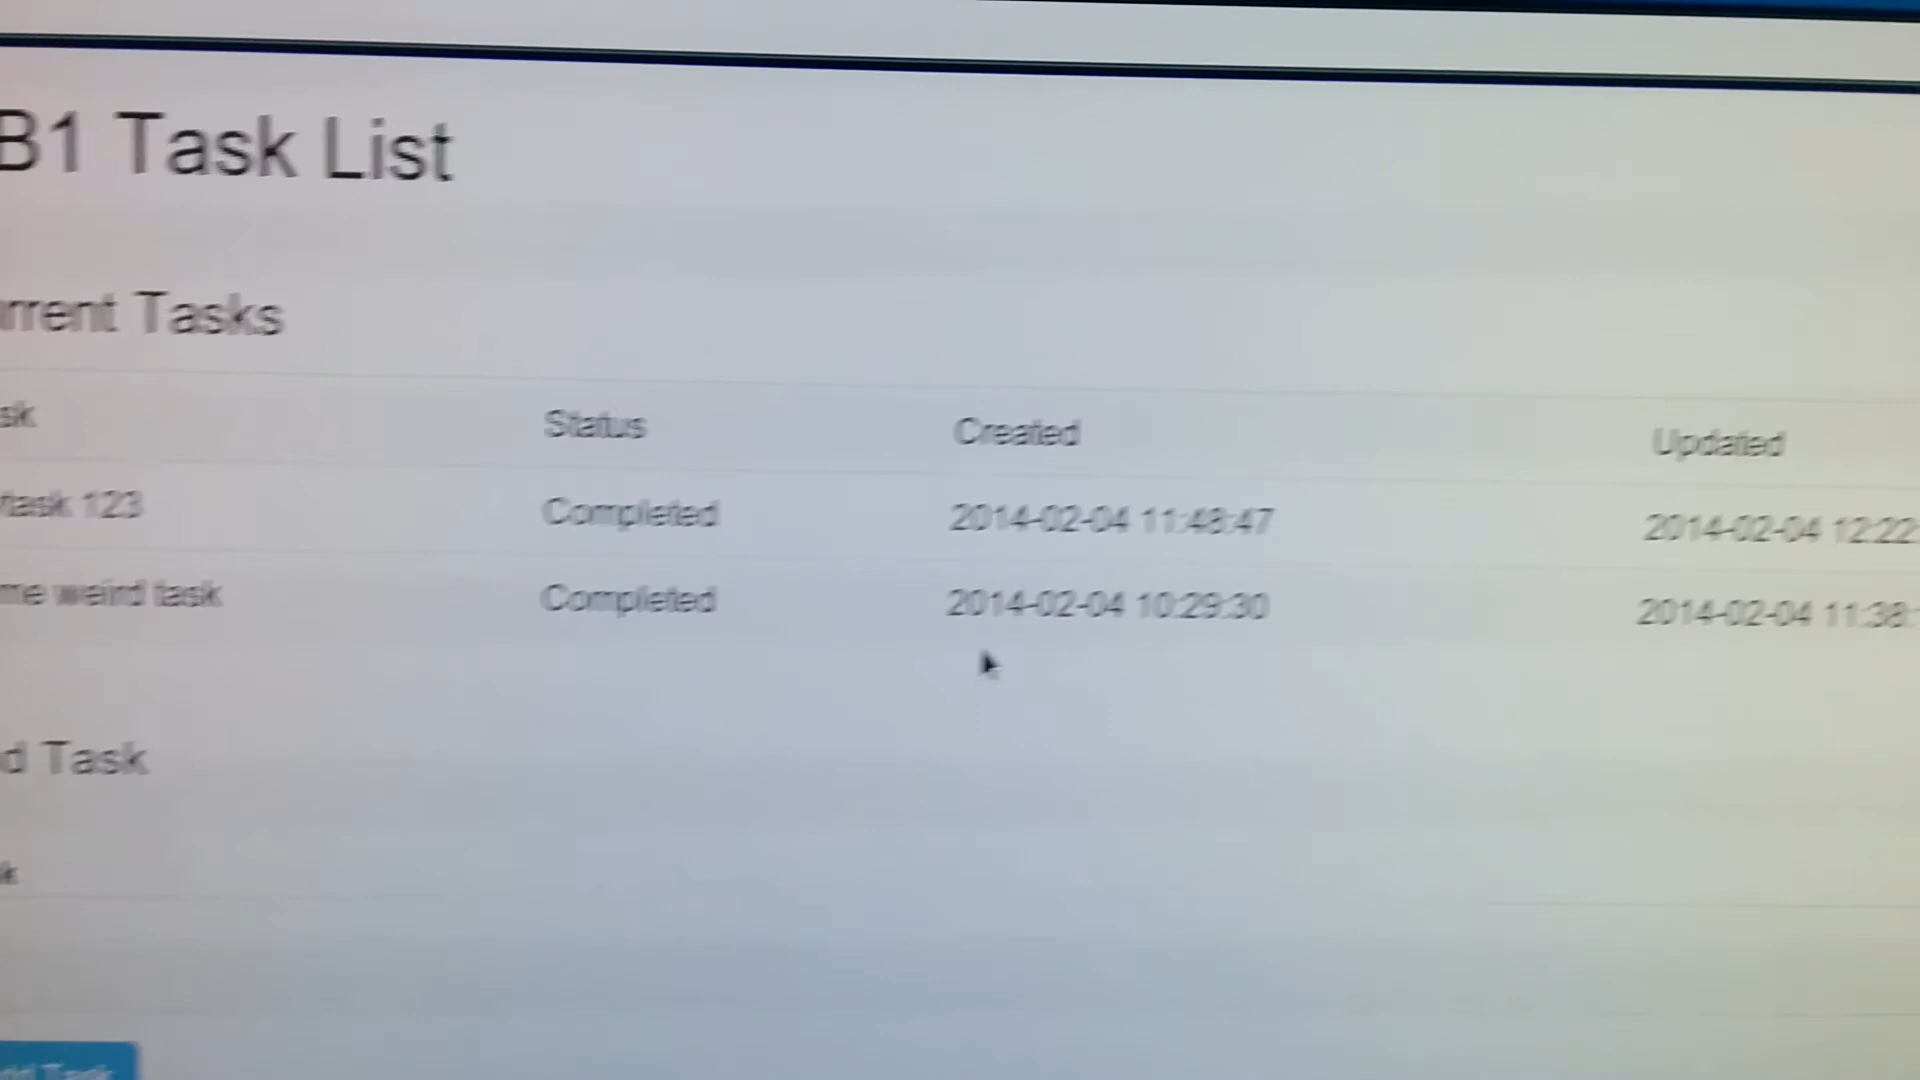 B1 Task List
rrent Tasks
sk Status Created Updated
task 123 Completed 2014-02-04 11:48:47 2014-02-04 12:22:
me weird task Completed 2014-02-04 10:29:30 2014-02-04 11:38:
d Task
k
dd Task